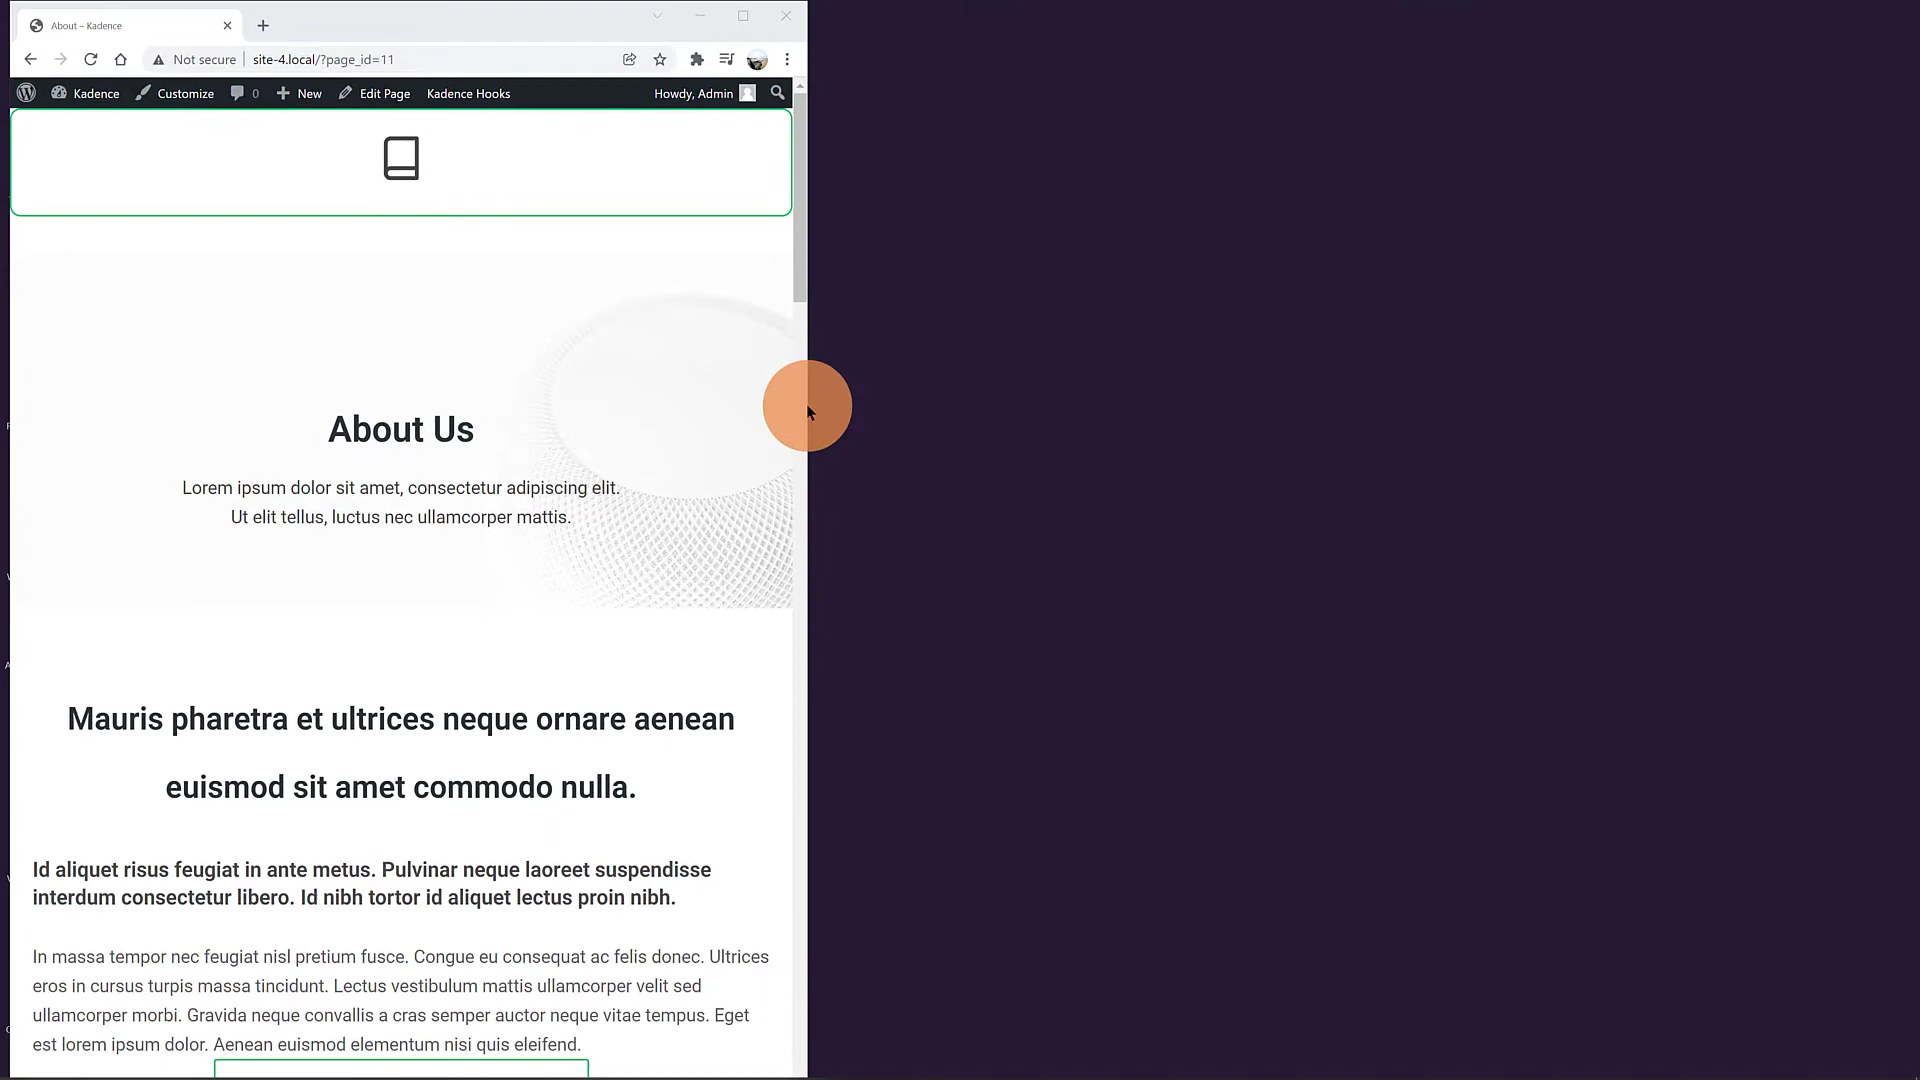 About – Kadence
Not secure site-4.local/?page_id=11
Kadence Customize 0 New Edit Page Kadence Hooks Howdy, Admin
About Us
Lorem ipsum dolor sit amet, consectetur adipiscing elit.
Ut elit tellus, luctus nec ullamcorper mattis.
Mauris pharetra et ultrices neque ornare aenean
euismod sit amet commodo nulla.
Id aliquet risus feugiat in ante metus. Pulvinar neque laoreet suspendisse
interdum consectetur libero. Id nibh tortor id aliquet lectus proin nibh.
In massa tempor nec feugiat nisl pretium fusce. Congue eu consequat ac felis donec. Ultrices
eros in cursus turpis massa tincidunt. Lectus vestibulum mattis ullamcorper velit sed
ullamcorper morbi. Gravida neque convallis a cras semper auctor neque vitae tempus. Eget
est lorem ipsum dolor. Aenean euismod elementum nisi quis eleifend.